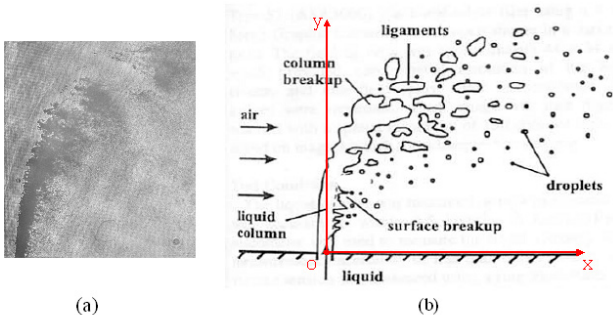 y
ligaments
column
breakup
air
droplets
liquid
column
surface breakup
o
x
liquid
(a)
(b)